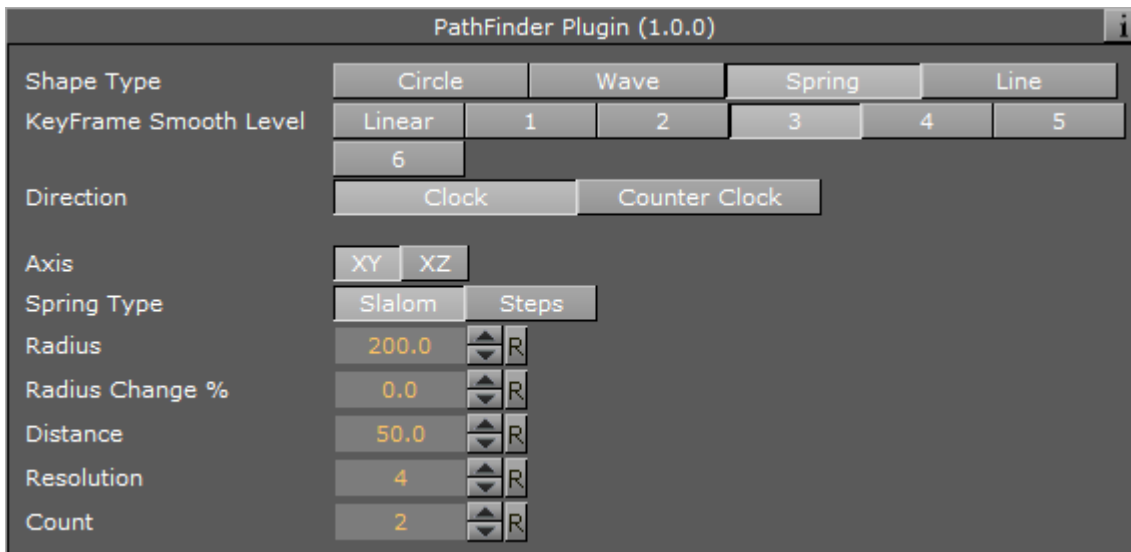 PathFinder Plugin (1.0.0) i
Shape Type Circle Wave Spring Line
KeyFrame Smooth Level Linear 1 2 3 4 5
6
Direction Clock Counter Clock
Axis XY XZ
Spring Type Slalom Steps
Radius 200.0 R
Radius Change % 0.0 R
Distance 50.0 R
Resolution 4 R
Count 2 R